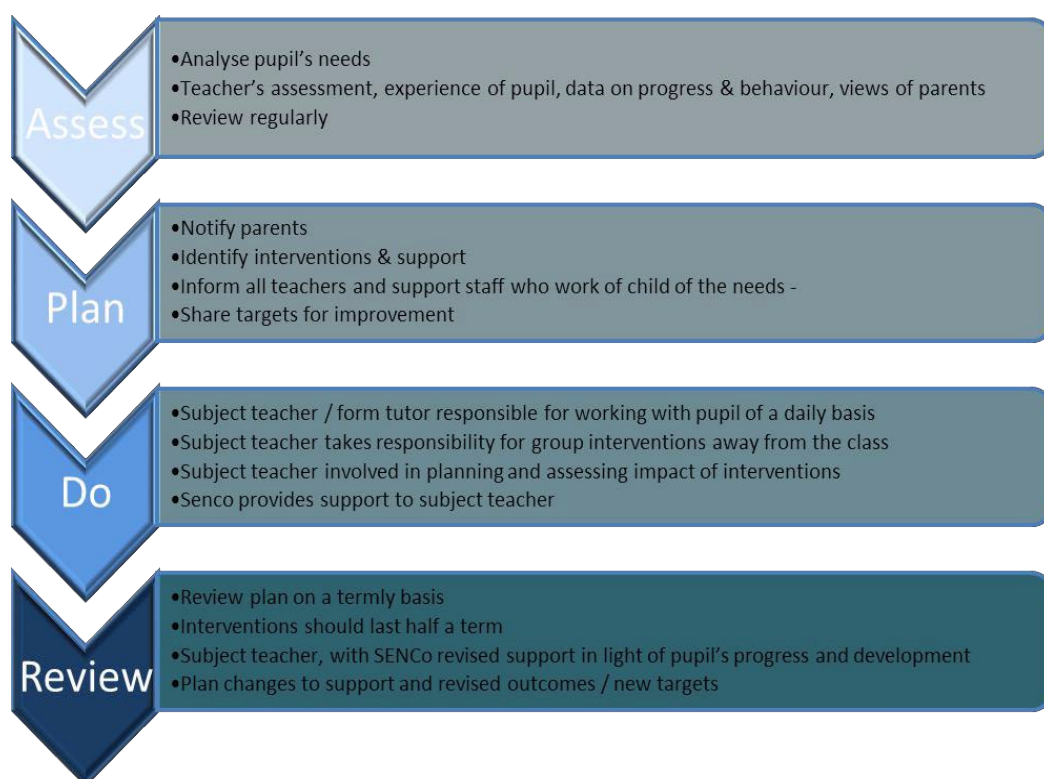 Assess
•Analyse pupil's needs
•Teacher's assessment, experience of pupil, data on progress & behaviour, views of parents
•Review regularly
Plan
•Notify parents
•Identify interventions & support
•Inform all teachers and support staff who work of child of the needs -
•Share targets for improvement
Do
•Subject teacher / form tutor responsible for working with pupil of a daily basis
•Subject teacher takes responsibility for group interventions away from the class
•Subject teacher involved in planning and assessing impact of interventions
•Senco provides support to subject teacher
Review
•Review plan on a termly basis
•Interventions should last half a term
•Subject teacher, with SENCo revised support in light of pupil's progress and development
•Plan changes to support and revised outcomes / new targets